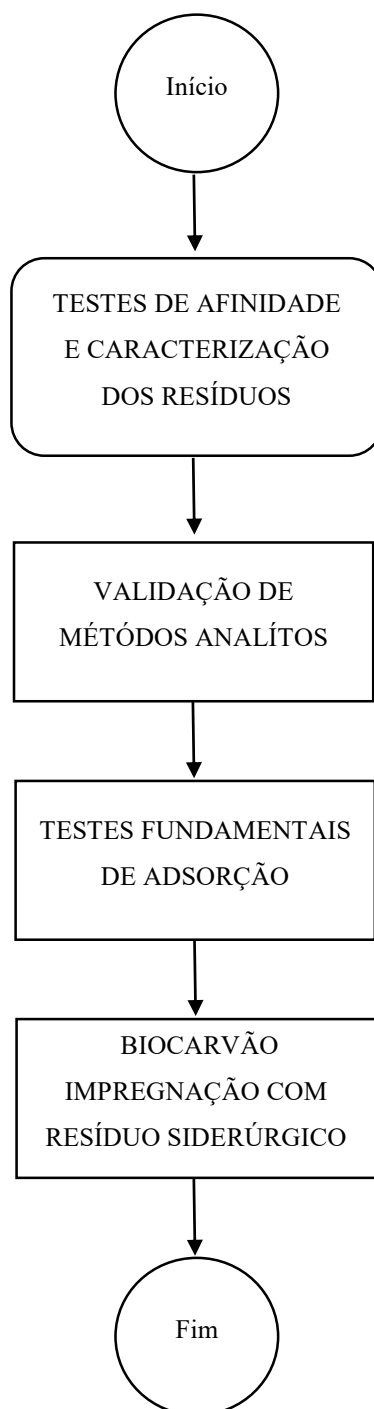 Início
TESTES DE AFINIDADE
E CARACTERIZAÇÃO
DOS RESÍDUOS
VALIDAÇÃO DE
MÉTÓDOS ANALÍTOS
TESTES FUNDAMENTAIS
DE ADSORÇÃO
BIOCARVÃO
IMPREGNAÇÃO COM
RESÍDUO SIDERÚRGICO
Fim